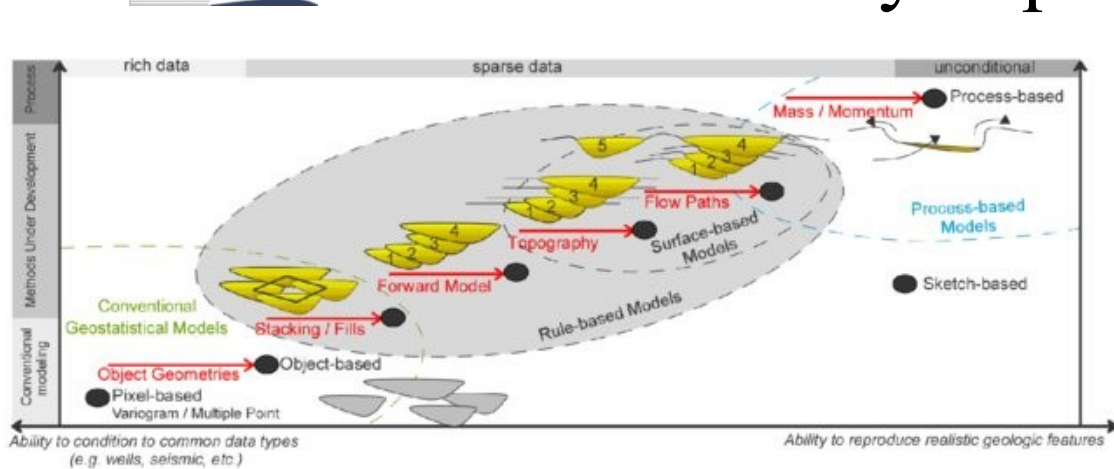 rich data
sparse data
unconditional
Process
Methods Under Development
Conventional
modeling
Process-based
Mass / Momentum
5
4
3
2
1
4
3
2
1
Flow Paths
Process-based
Models
Surface-based
Models
Topography
4
3
2
1
Forward Model
Sketch-based
Rule-based Models
Conventional
Geostatistical Models
Stacking / Fills
Object-based
Object Geometries
Pixel-based
Variogram / Multiple Point
Ability to condition to common data types
(e.g. wells, seismic, etc.)
Ability to reproduce realistic geologic features